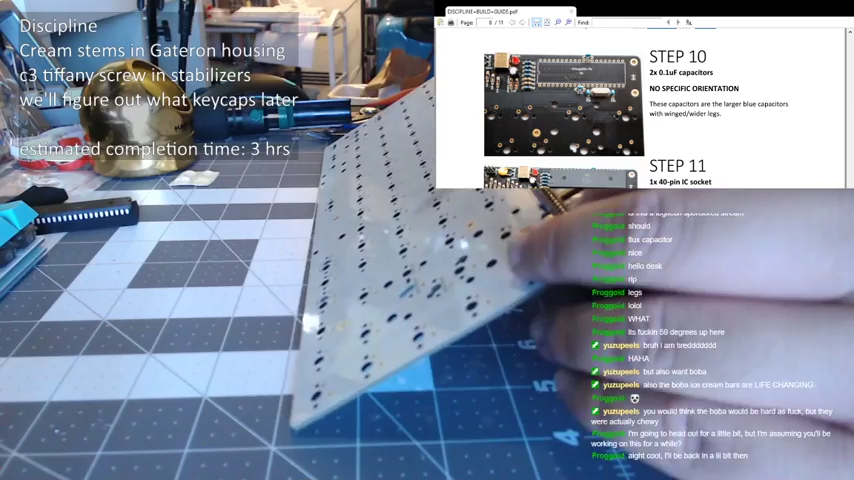 Discipline
Cream stems in Gateron housing
c3 tiffany screw in stabilizers
we'll figure out what keycaps later
estimated completion time: 3 hrs
DISCIPLINE+BUILD+GUIDE.pdf
Page: 8 / 11
Find:
STEP 10
2x 0.1uF capacitors
NO SPECIFIC ORIENTATION
These capacitors are the larger blue capacitors
with winged/wider legs.
STEP 11
1x 40-pin IC socket
Froggold should
Froggold flux capacitor
Froggold nice
Froggold hello desk
Froggold rip
Froggold legs
Froggold lolol
Froggold WHAT
Froggold its fuckin 59 degrees up here
yuzupeels bruh i am tireddddddd
Froggold HAHA
yuzupeels but also want boba
yuzupeels also the boba ice cream bars are LIFE CHANGING
Froggold
yuzupeels you would think the boba would be hard as fuck, but they
were actually chewy
Froggold I'm going to head out for a little bit, but I'm assuming you'll be
working on this for a while?
Froggold aight cool, I'll be back in a lil bit then
5
4